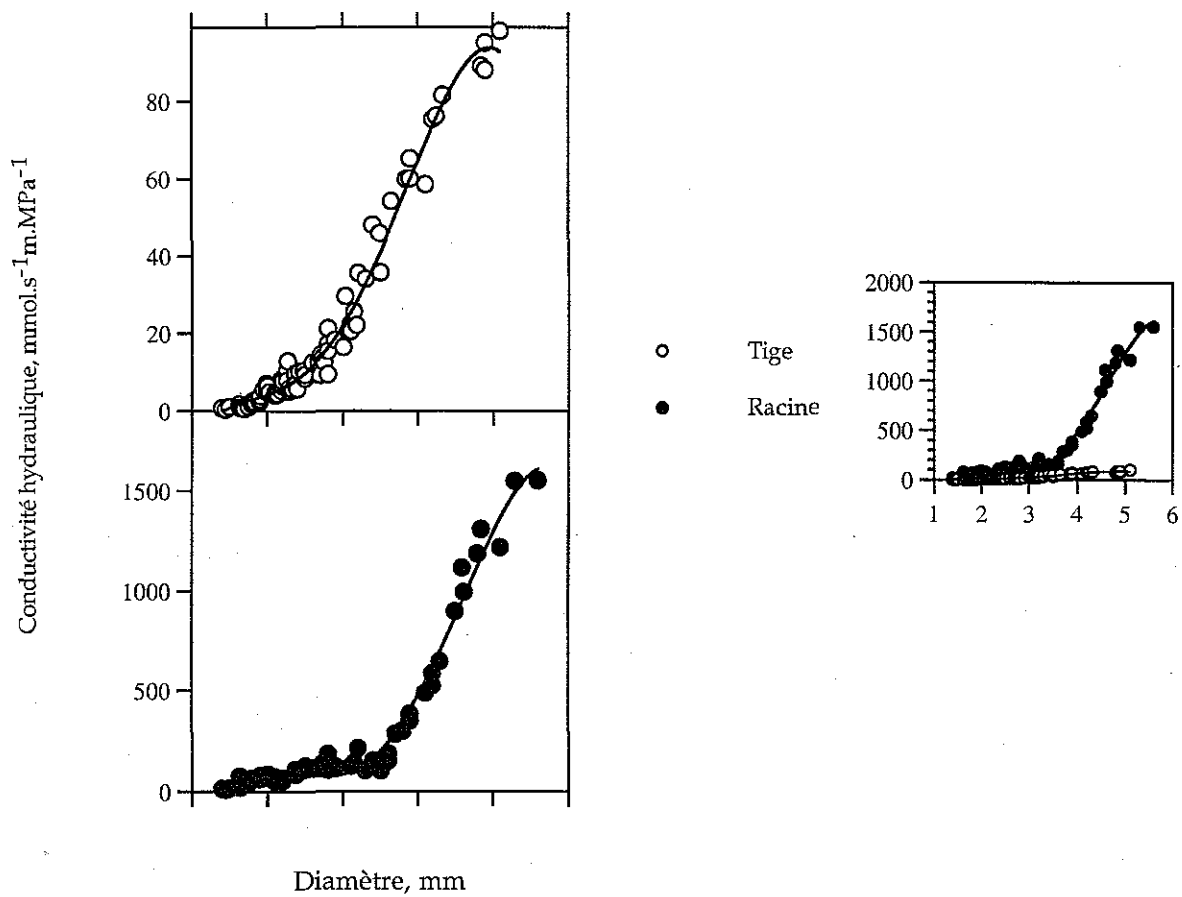 Conductivité hydraulique, mmol.s⁻¹m.MPa⁻¹
80
60
40
20
0
1500
1000
500
0
Diamètre, mm
Tige
Racine
2000
1500
1000
500
0
1 2 3 4 5 6